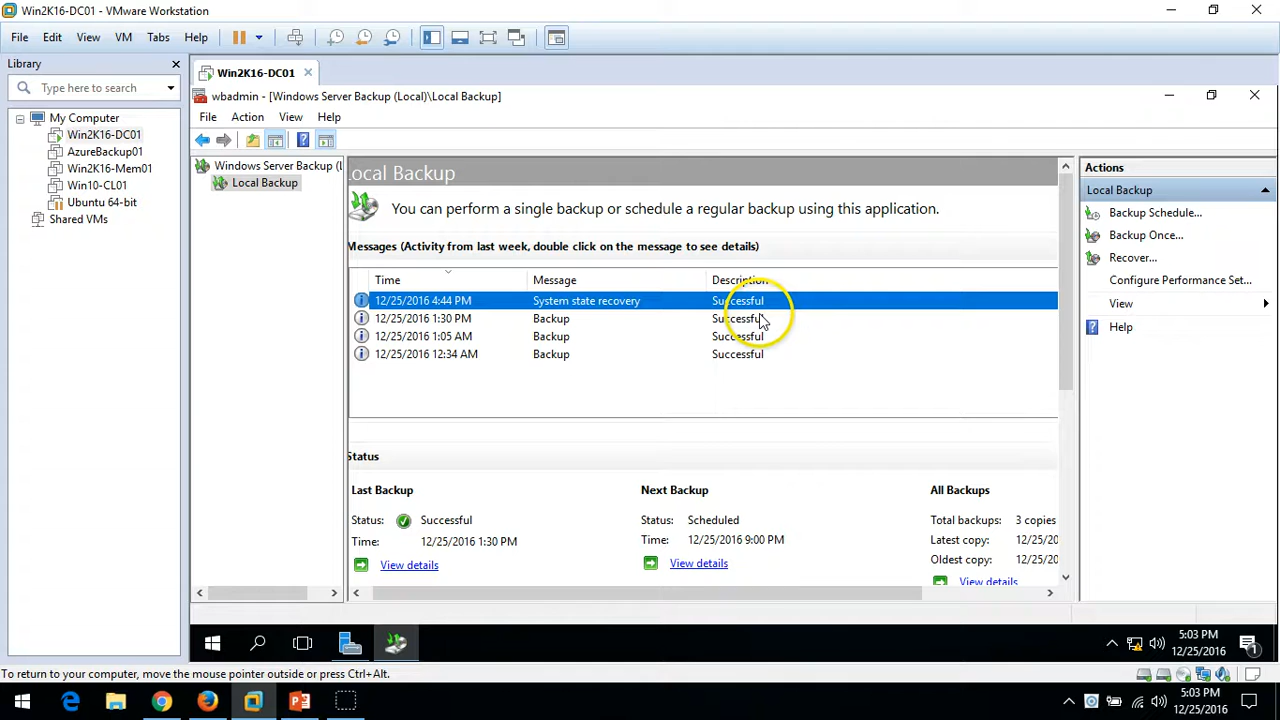 Win2K16-DC01 - VMware Workstation
File Edit View VM Tabs Help
Library
Type here to search
My Computer
Win2K16-DC01
AzureBackup01
Win2K16-Mem01
Win10-CL01
Ubuntu 64-bit
Shared VMs
Win2K16-DC01
wbadmin - [Windows Server Backup (Local)\Local Backup]
File Action View Help
Windows Server Backup (L
Local Backup
Local Backup
You can perform a single backup or schedule a regular backup using this application.
Messages (Activity from last week, double click on the message to see details)
Time Message Description
12/25/2016 4:44 PM System state recovery Successful
12/25/2016 1:30 PM Backup Successful
12/25/2016 1:05 AM Backup Successful
12/25/2016 12:34 AM Backup Successful
Status
Last Backup
Status: Successful
Time: 12/25/2016 1:30 PM
View details
Next Backup
Status: Scheduled
Time: 12/25/2016 9:00 PM
View details
All Backups
Total backups: 3 copies
Latest copy: 12/25/20
Oldest copy: 12/25/20
View details
Actions
Local Backup
Backup Schedule...
Backup Once...
Recover...
Configure Performance Set...
View
Help
5:03 PM
12/25/2016
1
To return to your computer, move the mouse pointer outside or press Ctrl+Alt.
5:03 PM
12/25/2016